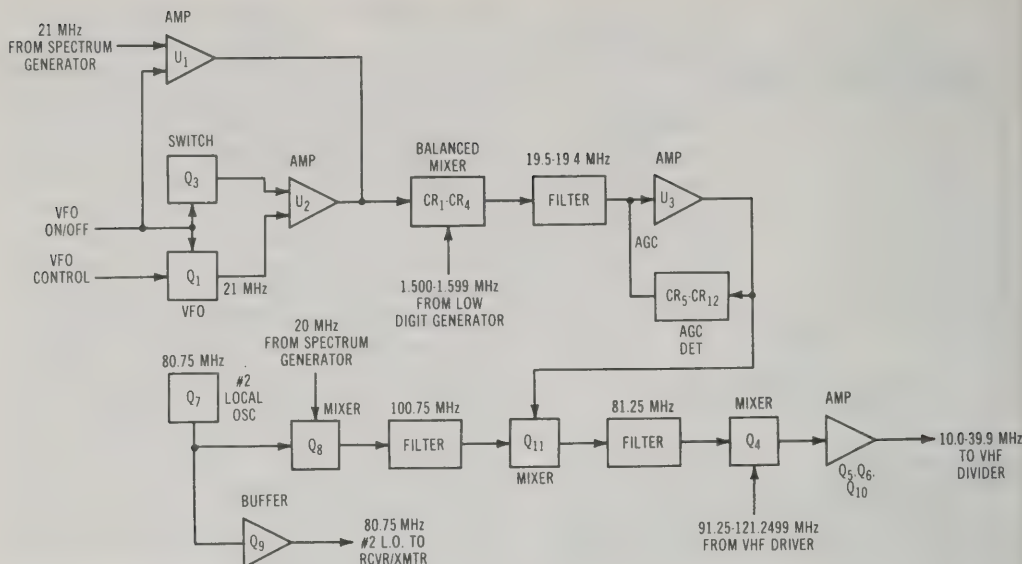 AMP
21 MHz
FROM SPECTRUM
GENERATOR
U1
SWITCH
Q3
AMP
U2
BALANCED
MIXER
CR1-CR4
19.5-19 4 MHz
FILTER
AMP
U3
VFO
ON/OFF
VFO
CONTROL
Q1
21 MHz
VFO
AGC
CR5-CR12
AGC
DET
1.500-1.599 MHz
FROM LOW
DIGIT GENERATOR
20 MHz
FROM SPECTRUM
GENERATOR
80.75 MHz
Q7
#2
LOCAL
OSC
MIXER
Q8
100.75 MHz
FILTER
Q11
MIXER
81.25 MHz
FILTER
MIXER
Q4
AMP
Q5-Q6-
Q10
10.0-39.9 MHz
TO VHF
DIVIDER
BUFFER
Q9
80.75 MHz
#2 L.O. TO
RCVR/XMTR
91.25-121.2499 MHz
FROM VHF DRIVER